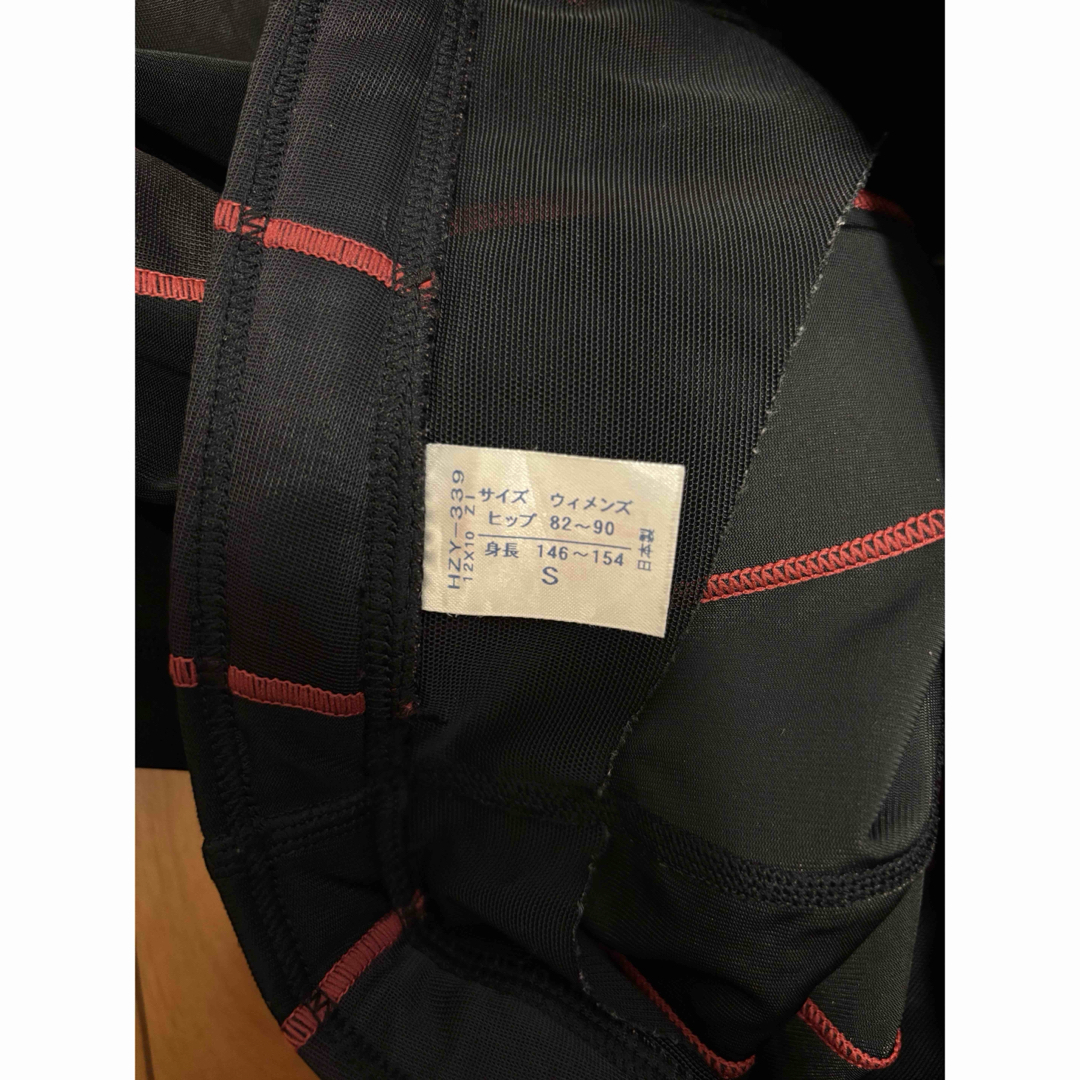 サイズ ウィメンズ
ヒップ 82～90
身長 146～154
S
HZY-339
12X10 ZI
日本製